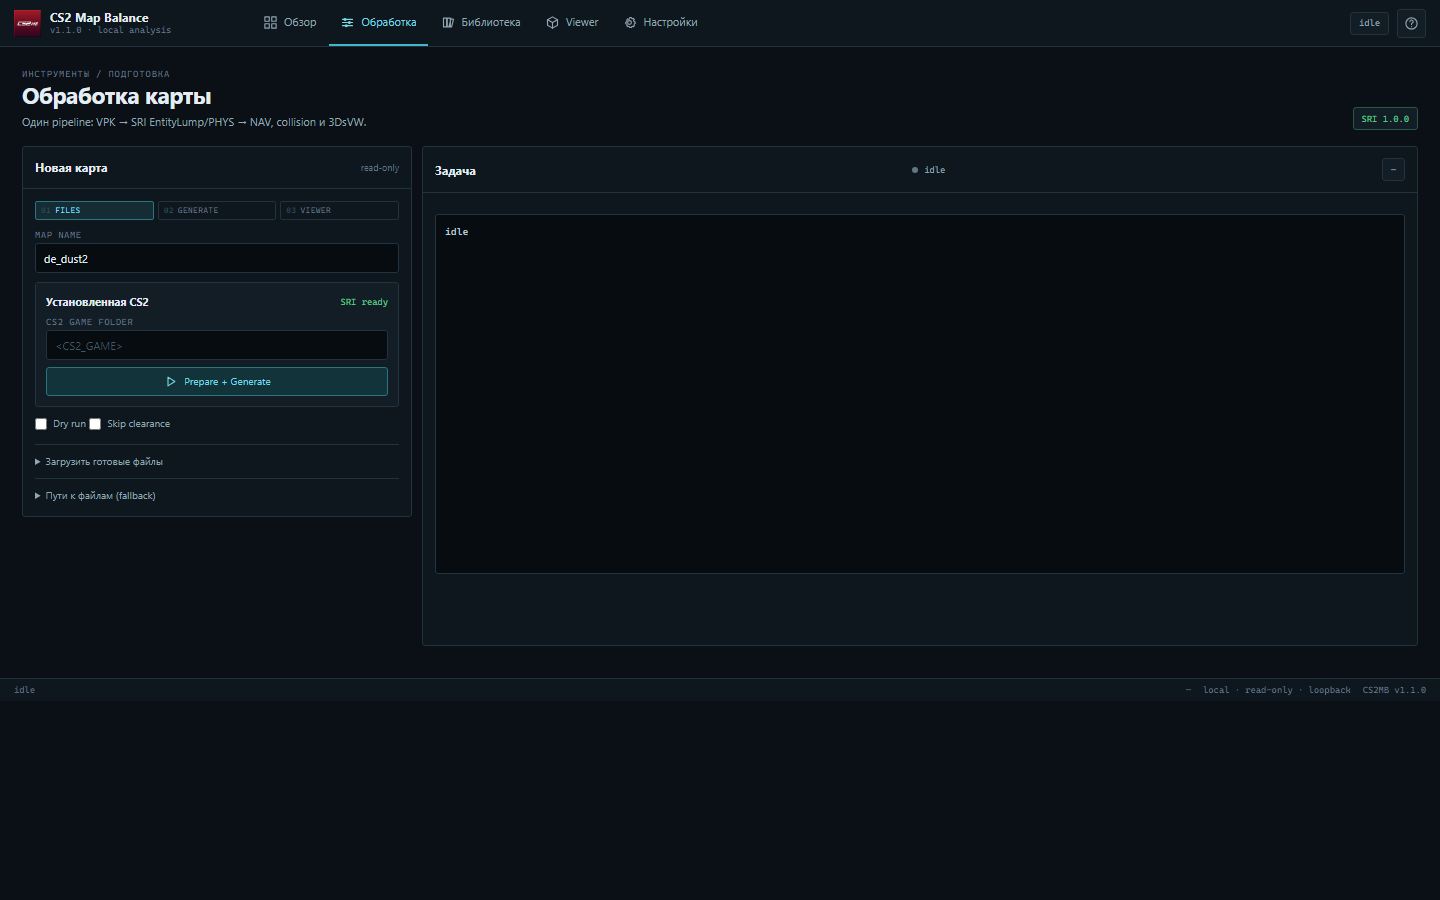 CS2 Map Balance
v1.1.0 · local analysis
Обзор
Обработка
Библиотека
Viewer
Настройки
idle
ИНСТРУМЕНТЫ / ПОДГОТОВКА
Обработка карты
Один pipeline: VPK → SRI EntityLump/PHYS → NAV, collision и 3DsVW.
SRI 1.0.0
Новая карта
read-only
01 FILES
02 GENERATE
03 VIEWER
MAP NAME
de_dust2
Установленная CS2
SRI ready
CS2 GAME FOLDER
<CS2_GAME>
Prepare + Generate
Dry run
Skip clearance
Загрузить готовые файлы
Пути к файлам (fallback)
Задача
idle
–
idle
idle
– local · read-only · loopback CS2MB v1.1.0